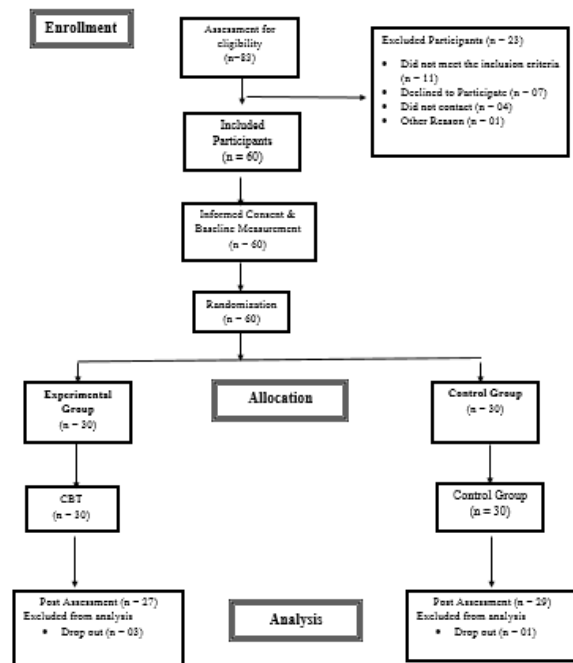 Enrollment
Assessment for
eligibility
(n=83)
Excluded Participants (n = 23)
• Did not meet the inclusion criteria
(n = 11)
• Declined to Participate (n = 07)
• Did not contact (n = 04)
• Other Reason (n = 01)
Included
Participants
(n = 60)
Informed Consent &
Baseline Measurement
(n = 60)
Randomization
(n = 60)
Experimental
Group
(n = 30)
Allocation
Control Group
(n = 30)
CBT
(n = 30)
Control Group
(n = 30)
Post Assessment (n = 27)
Excluded from analysis
• Drop out (n = 03)
Analysis
Post Assessment (n = 29)
Excluded from analysis
• Drop out (n = 01)